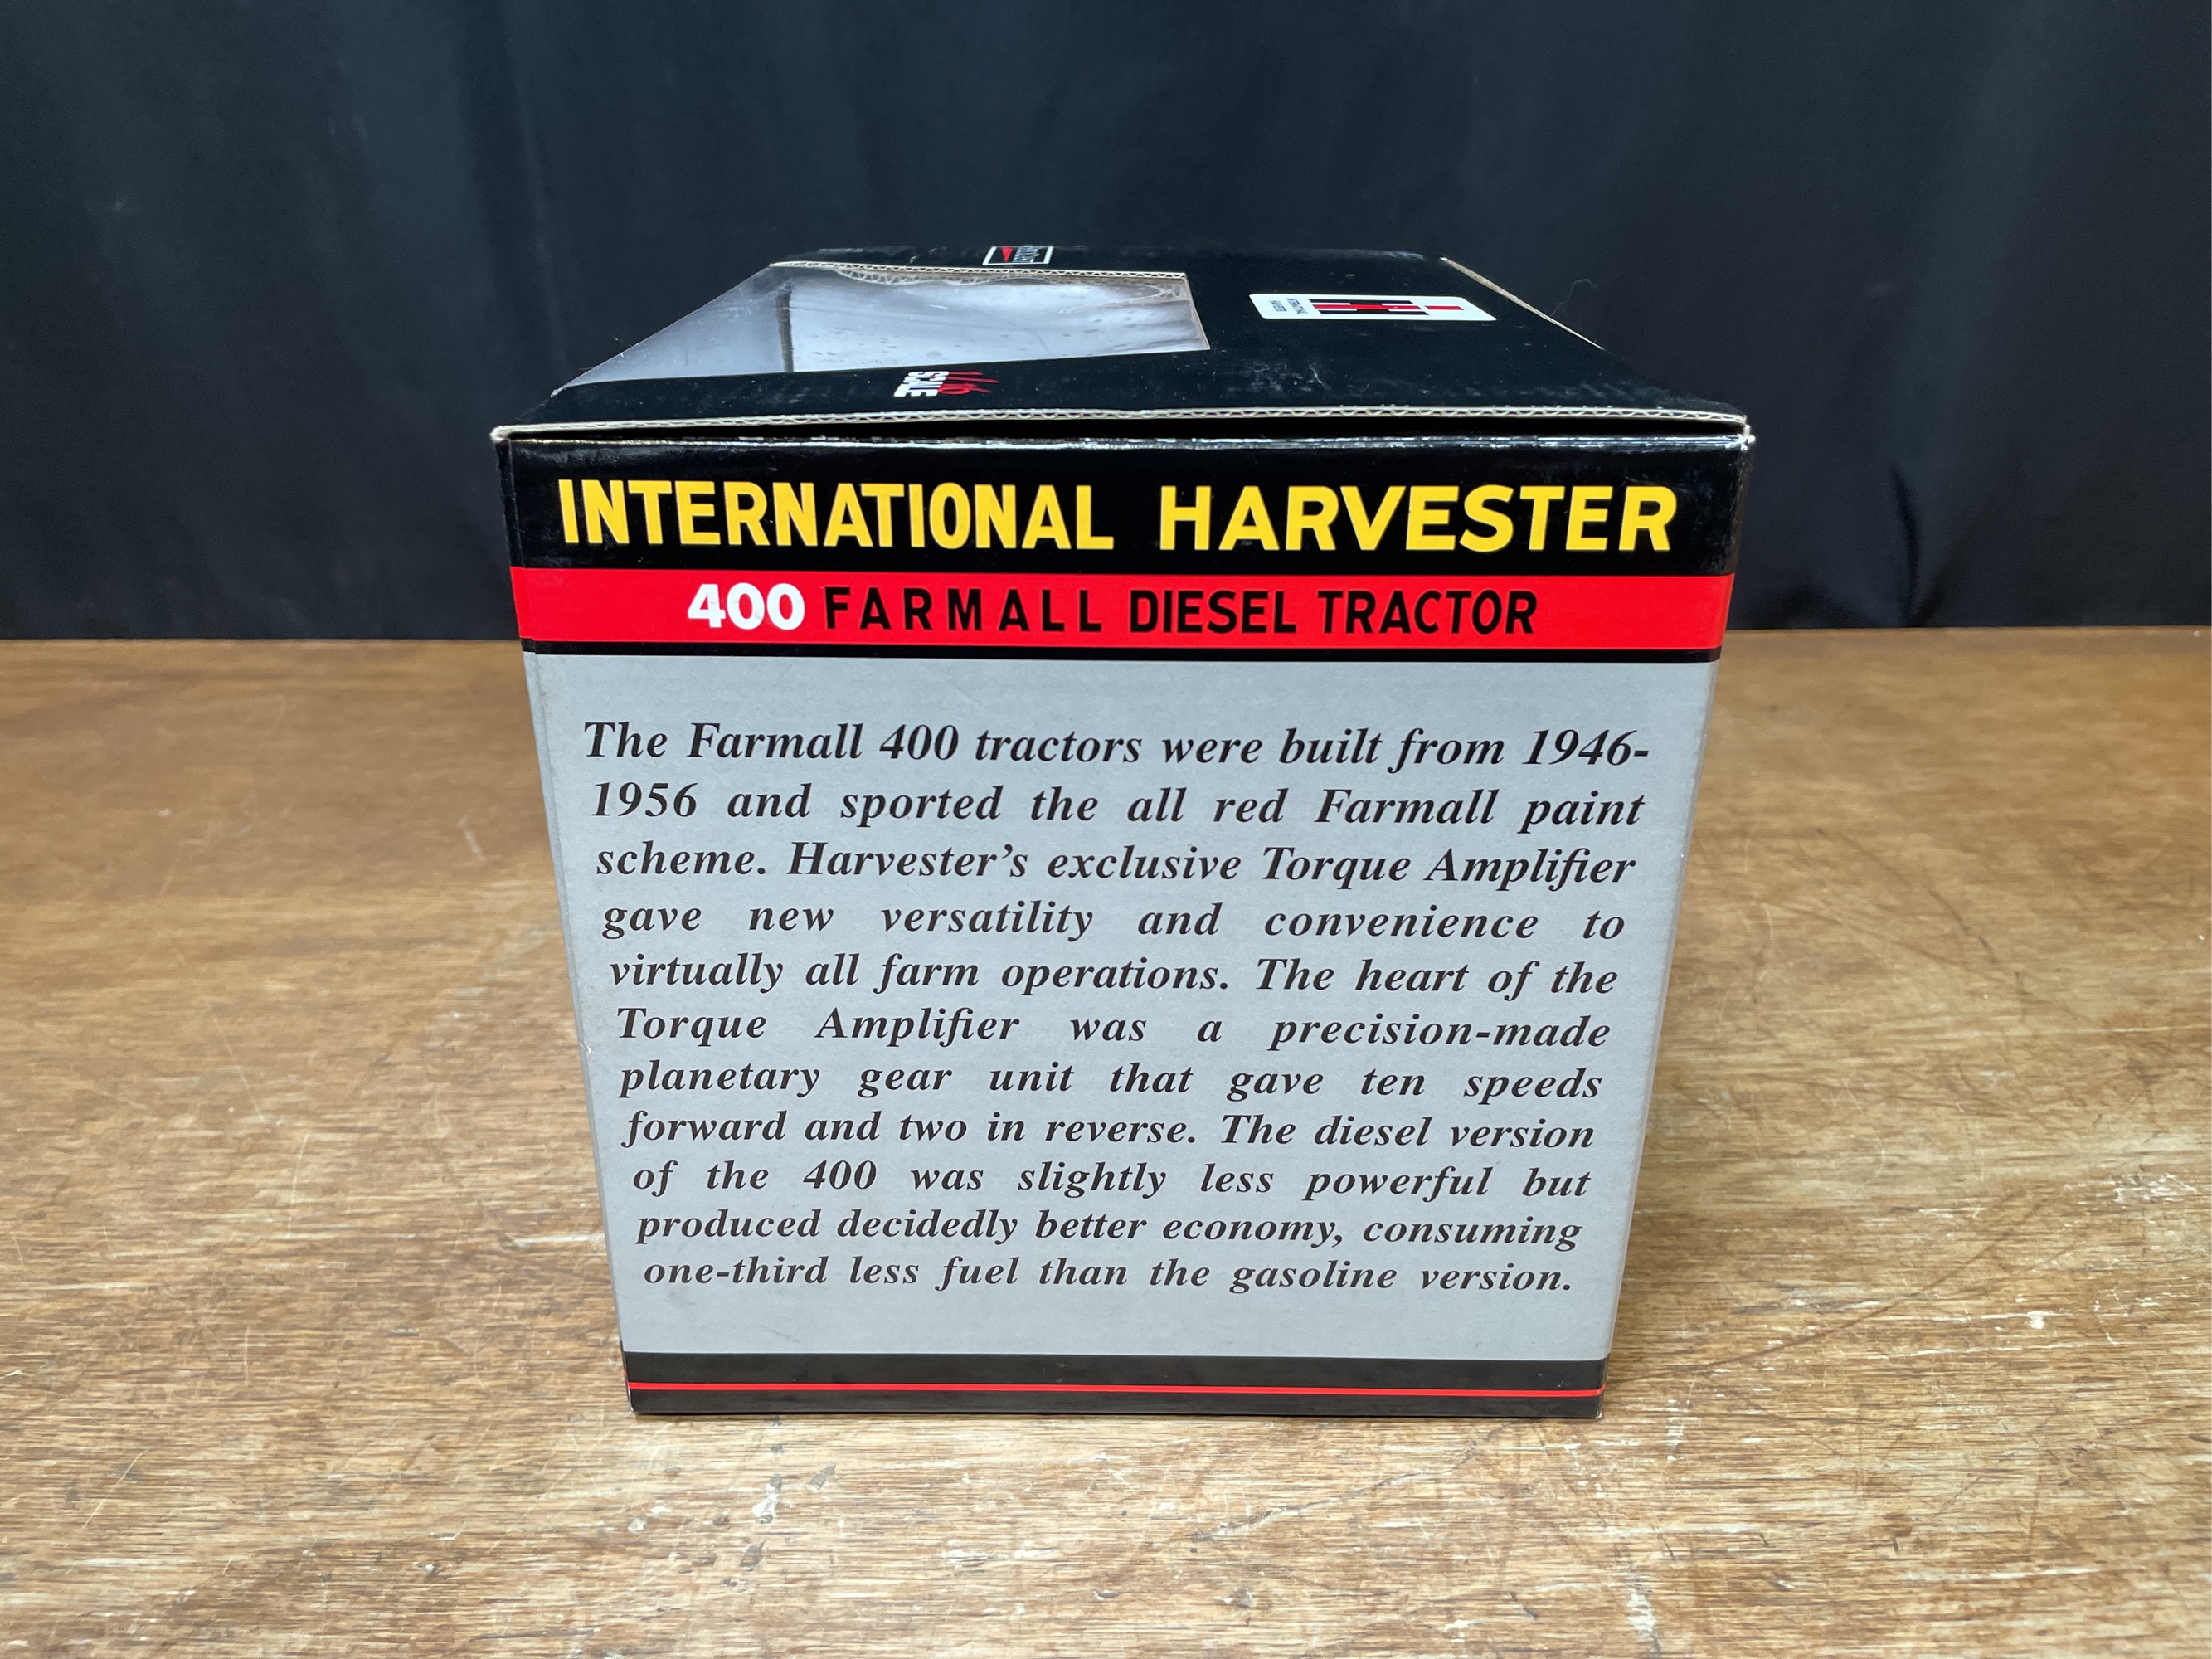 1/16
SCALE
INTERNATIONAL HARVESTER
400 FARMALL DIESEL TRACTOR
The Farmall 400 tractors were built from 1946-
1956 and sported the all red Farmall paint
scheme. Harvester's exclusive Torque Amplifier
gave new versatility and convenience to
virtually all farm operations. The heart of the
Torque Amplifier was a precision-made
planetary gear unit that gave ten speeds
forward and two in reverse. The diesel version
of the 400 was slightly less powerful but
produced decidedly better economy, consuming
one-third less fuel than the gasoline version.